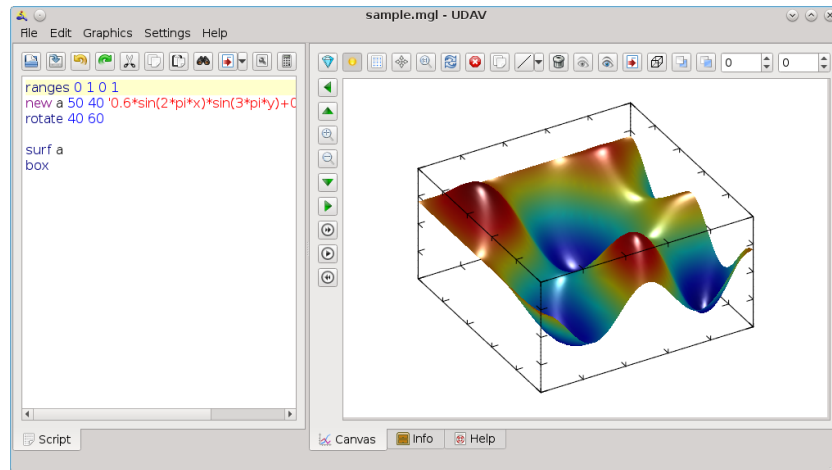 sample.mgl - UDAV
File Edit Graphics Settings Help
0 0
ranges 0 1 0 1
new a 50 40 '0.6*sin(2*pi*x)*sin(3*pi*y)+0
rotate 40 60
surf a
box
Script
Canvas Info Help